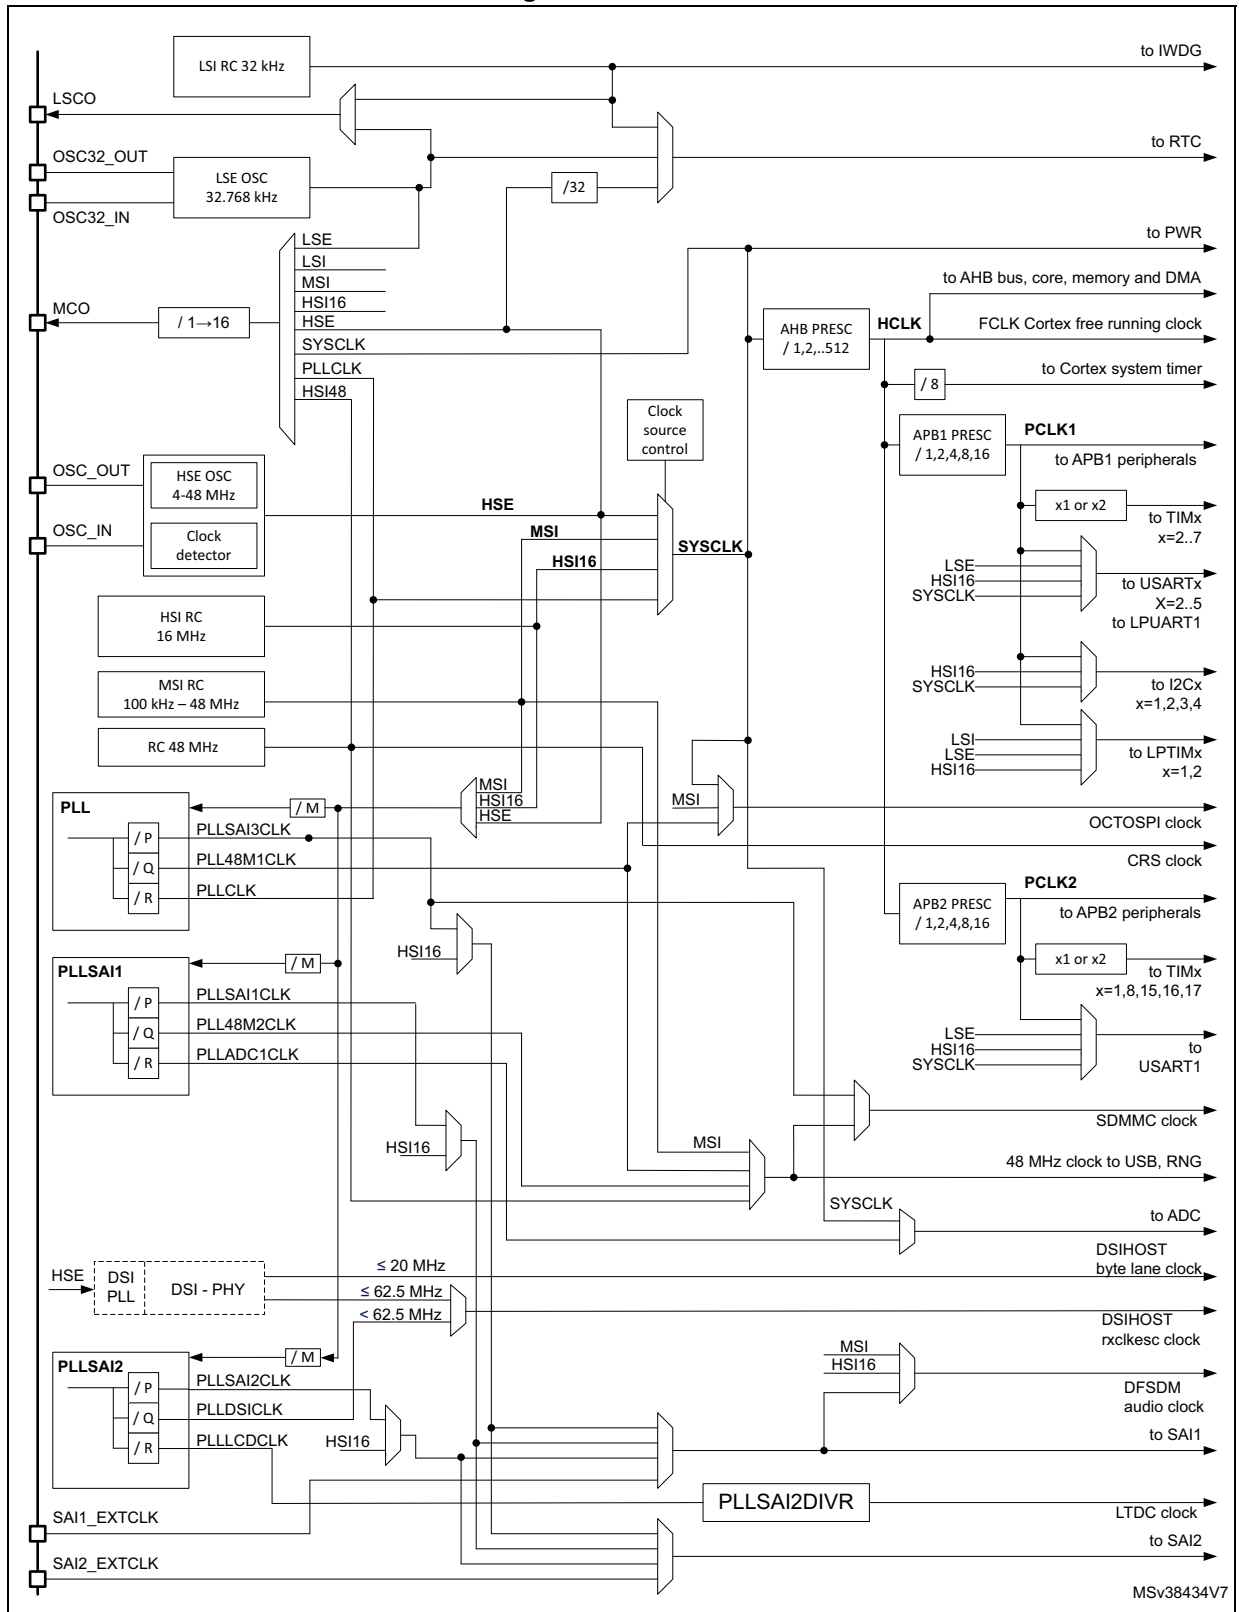 LSI RC 32 kHz
to IWDG
LSCO
OSC32_OUT
to RTC
LSE OSC
32.768 kHz
/32
OSC32_IN
LSE
to PWR
LSI
MSI
to AHB bus, core, memory and DMA
MCO
/ 1→16
HSI16
HSE
AHB PRESC
/ 1,2,..512
HCLK
FCLK Cortex free running clock
SYSCLK
PLLCLK
to Cortex system timer
HSI48
/ 8
Clock
source
control
APB1 PRESC
/ 1,2,4,8,16
PCLK1
to APB1 peripherals
OSC_OUT
HSE OSC
4-48 MHz
OSC_IN
Clock
detector
HSE
MSI
HSI16
SYSCLK
x1 or x2
to TIMx
x=2..7
LSE
HSI16
SYSCLK
to USARTx
X=2..5
to LPUART1
HSI RC
16 MHz
MSI RC
100 kHz – 48 MHz
HSI16
SYSCLK
to I2Cx
x=1,2,3,4
RC 48 MHz
LSI
LSE
HSI16
to LPTIMx
x=1,2
MSI
HSI16
HSE
MSI
OCTOSPI clock
CRS clock
PLL
/ M
/ P
PLLSAI3CLK
/ Q
PLL48M1CLK
/ R
PLLCLK
APB2 PRESC
/ 1,2,4,8,16
PCLK2
to APB2 peripherals
HSI16
x1 or x2
to TIMx
x=1,8,15,16,17
PLLSAI1
/ M
/ P
PLLSAI1CLK
/ Q
PLL48M2CLK
/ R
PLLADC1CLK
LSE
HSI16
SYSCLK
to
USART1
SDMMC clock
HSI16
MSI
48 MHz clock to USB, RNG
SYSCLK
to ADC
HSE
DSI
PLL
DSI - PHY
≤ 20 MHz
DSIHOST
byte lane clock
≤ 62.5 MHz
< 62.5 MHz
DSIHOST
rxclkesc clock
PLLSAI2
/ M
/ P
PLLSAI2CLK
/ Q
PLLDSICLK
/ R
PLLLCDCLK
HSI16
MSI
HSI16
DFSDM
audio clock
to SAI1
PLLSAI2DIVR
LTDC clock
SAI1_EXTCLK
to SAI2
SAI2_EXTCLK
MSv38434V7